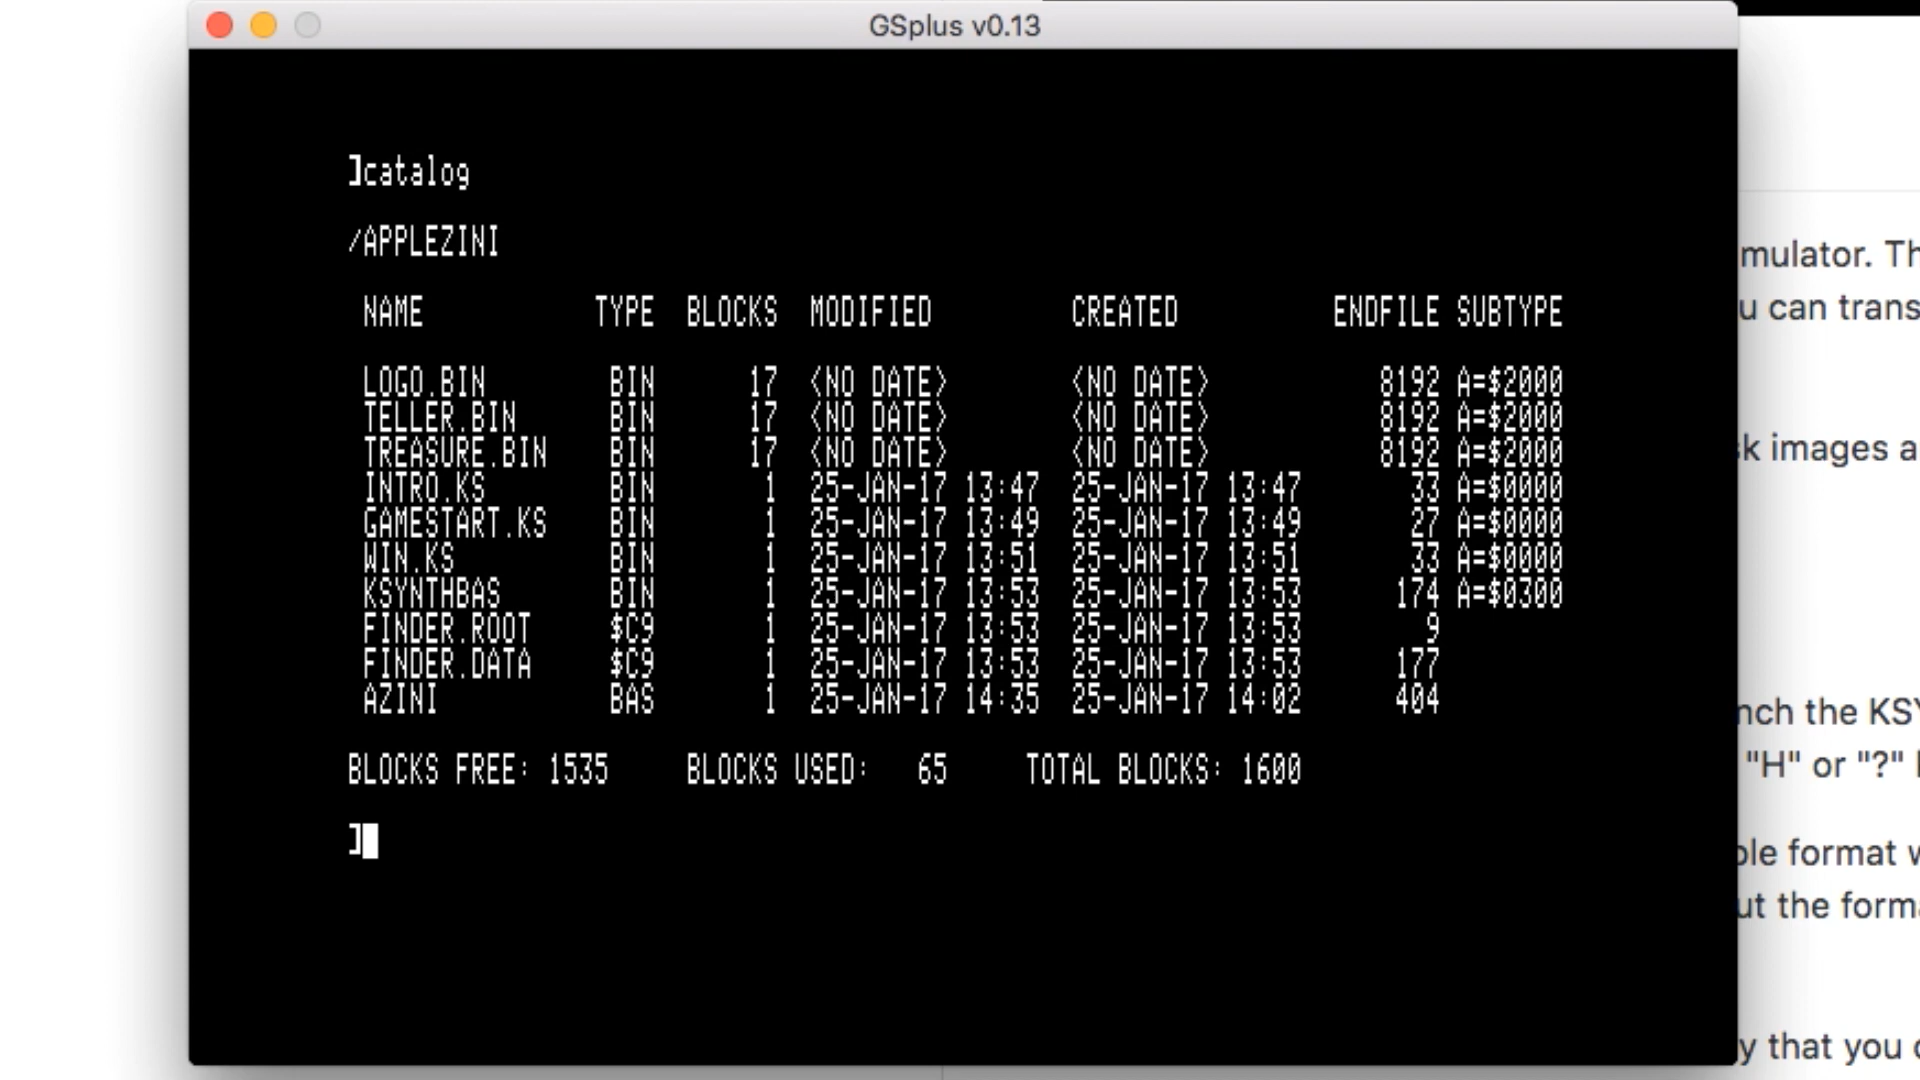 GSplus v0.13
]catalog
/APPLEZINI
NAME TYPE BLOCKS MODIFIED CREATED ENDFILE SUBTYPE
LOGO.BIN BIN 17 <NO DATE> <NO DATE> 8192 A=$2000
TELLER.BIN BIN 17 <NO DATE> <NO DATE> 8192 A=$2000
TREASURE.BIN BIN 17 <NO DATE> <NO DATE> 8192 A=$2000
INTRO.KS BIN 1 25-JAN-17 13:47 25-JAN-17 13:47 33 A=$0000
GAMESTART.KS BIN 1 25-JAN-17 13:49 25-JAN-17 13:49 27 A=$0000
WIN.KS BIN 1 25-JAN-17 13:51 25-JAN-17 13:51 33 A=$0000
KSYNTHBAS BIN 1 25-JAN-17 13:53 25-JAN-17 13:53 174 A=$0300
FINDER.ROOT $C9 1 25-JAN-17 13:53 25-JAN-17 13:53 9
FINDER.DATA $C9 1 25-JAN-17 13:53 25-JAN-17 13:53 177
AZINI BAS 1 25-JAN-17 14:35 25-JAN-17 14:02 404
BLOCKS FREE: 1535 BLOCKS USED: 65 TOTAL BLOCKS: 1600
]
mulator. Th
u can trans
k images a
nch the KSY
"H" or "?"
ole format w
ut the forma
y that you